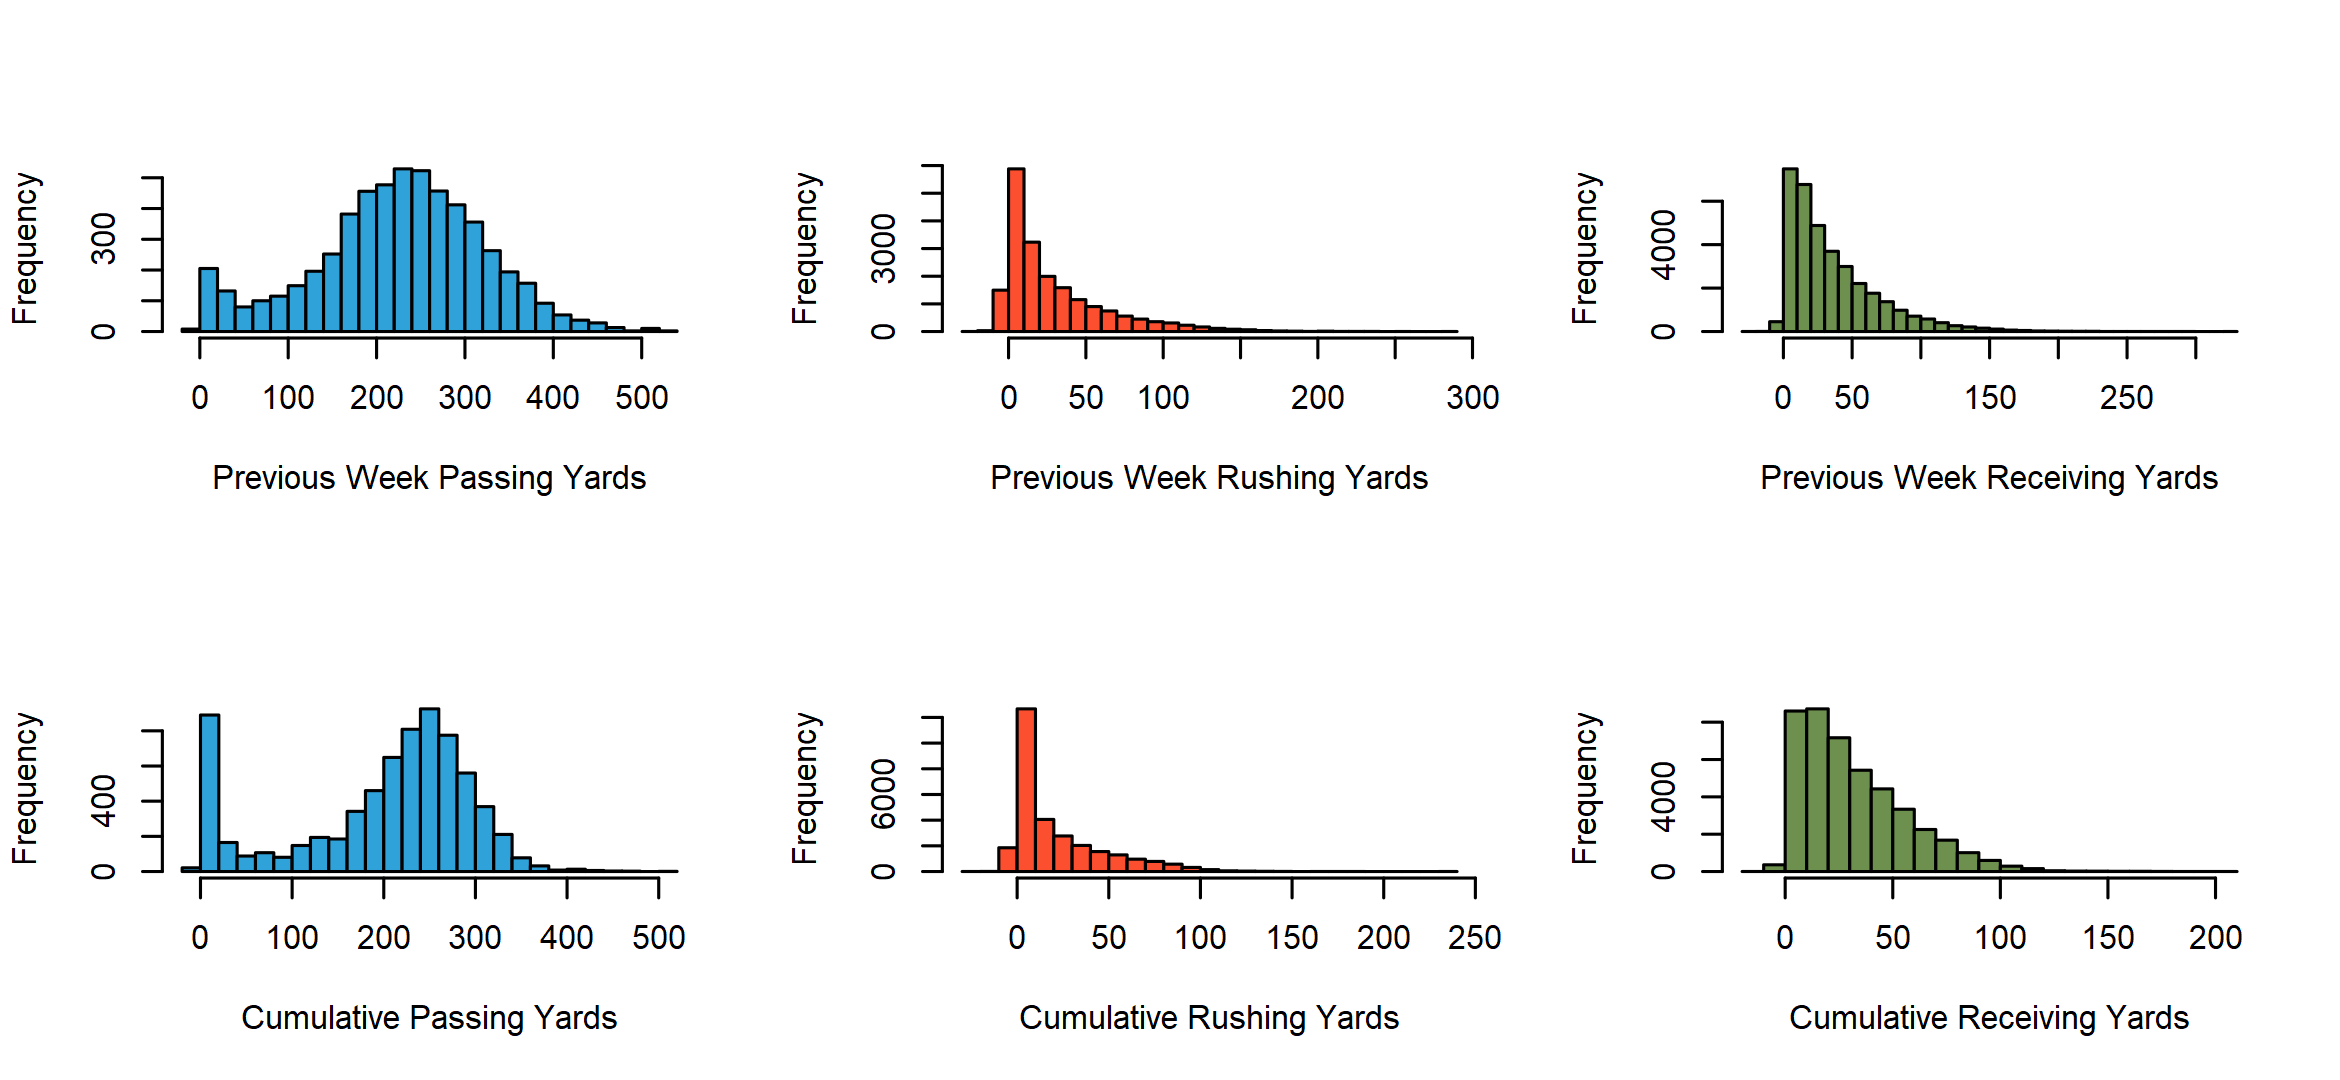 Frequency
0 300
0 100 200 300 400 500
Previous Week Passing Yards
Frequency
0 3000
0 50 100 200 300
Previous Week Rushing Yards
Frequency
0 4000
0 50 150 250
Previous Week Receiving Yards
Frequency
0 400
0 100 200 300 400 500
Cumulative Passing Yards
Frequency
0 6000
0 50 100 150 200 250
Cumulative Rushing Yards
Frequency
0 4000
0 50 100 150 200
Cumulative Receiving Yards